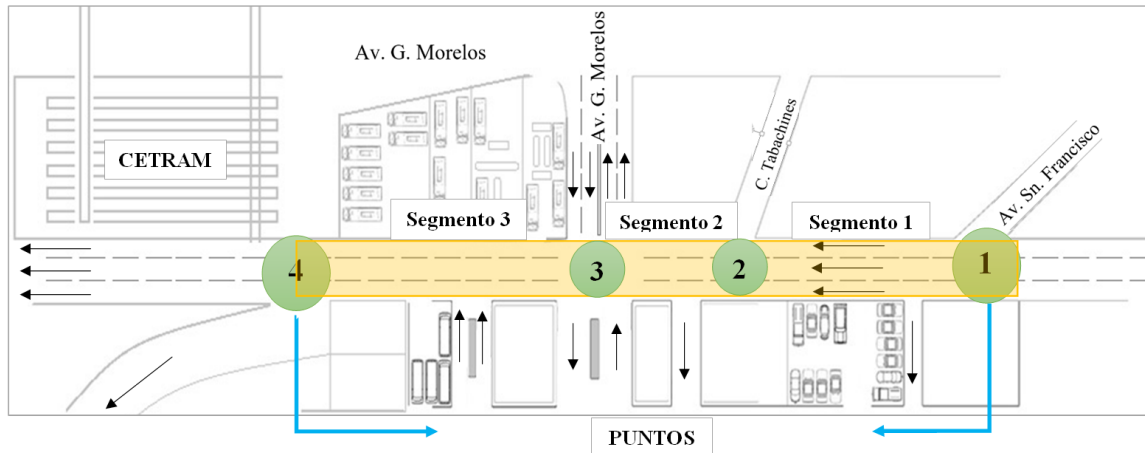 Av. G. Morelos
Av. G. Morelos
C. Tabachines
Av. Sn. Francisco
CETRAM
Segmento 3
Segmento 2
Segmento 1
4
3
2
1
PUNTOS